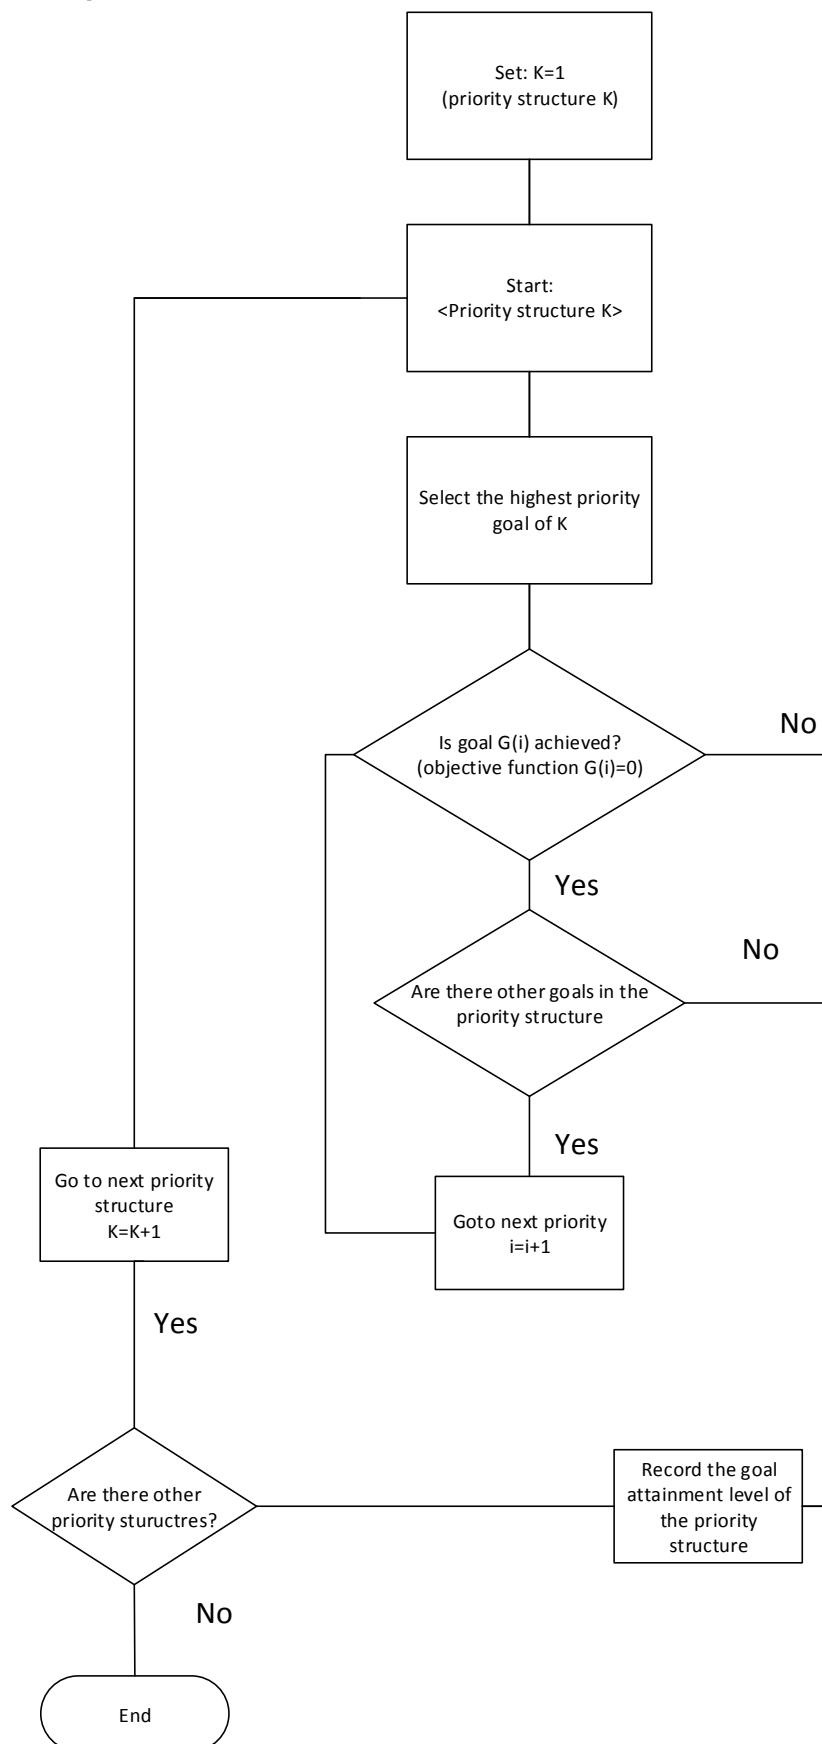 Set: K=1
(priority structure K)
Start:
<Priority structure K>
Select the highest priority
goal of K
Is goal G(i) achieved?
(objective function G(i)=0)
No
Yes
Are there other goals in the
priority structure
No
Yes
Goto next priority
i=i+1
Go to next priority
structure
K=K+1
Yes
Are there other
priority stuructres?
Record the goal
attainment level of
the priority
structure
No
End